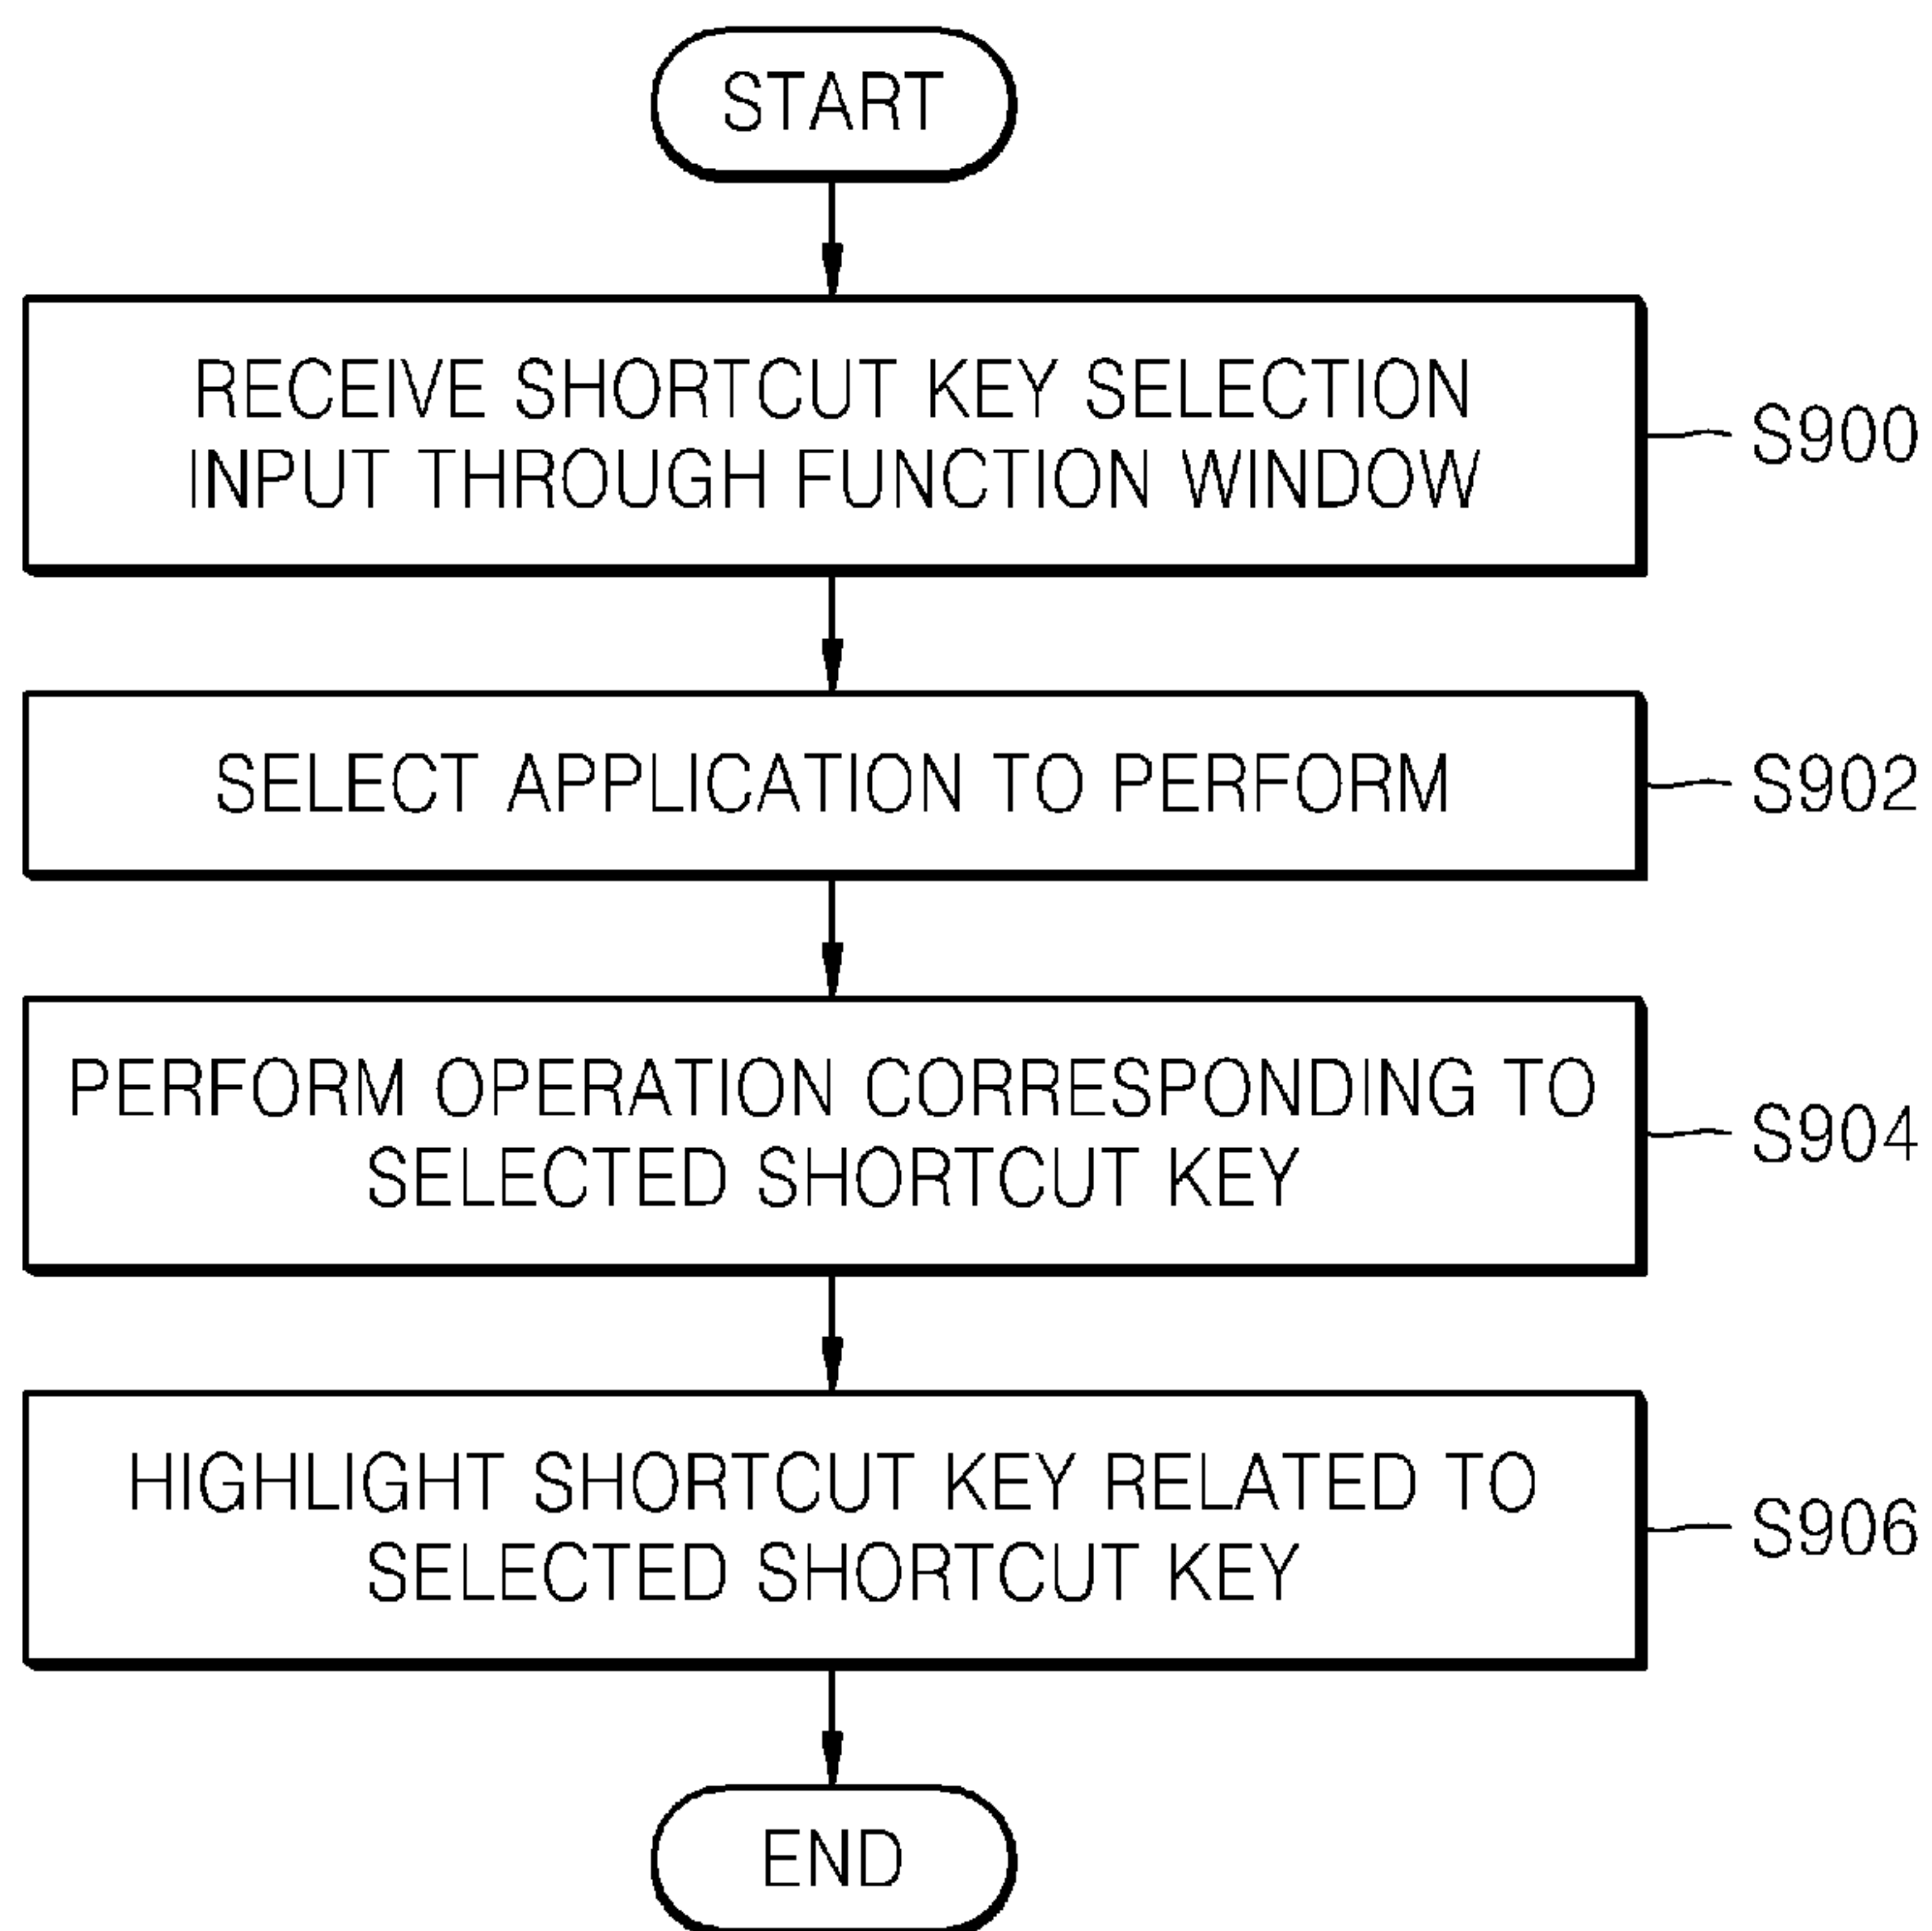 START
RECEIVE SHORTCUT KEY SELECTION
INPUT THROUGH FUNCTION WINDOW
S900
SELECT APPLICATION TO PERFORM
S902
PERFORM OPERATION CORRESPONDING TO
SELECTED SHORTCUT KEY
S904
HIGHLIGHT SHORTCUT KEY RELATED TO
SELECTED SHORTCUT KEY
S906
END